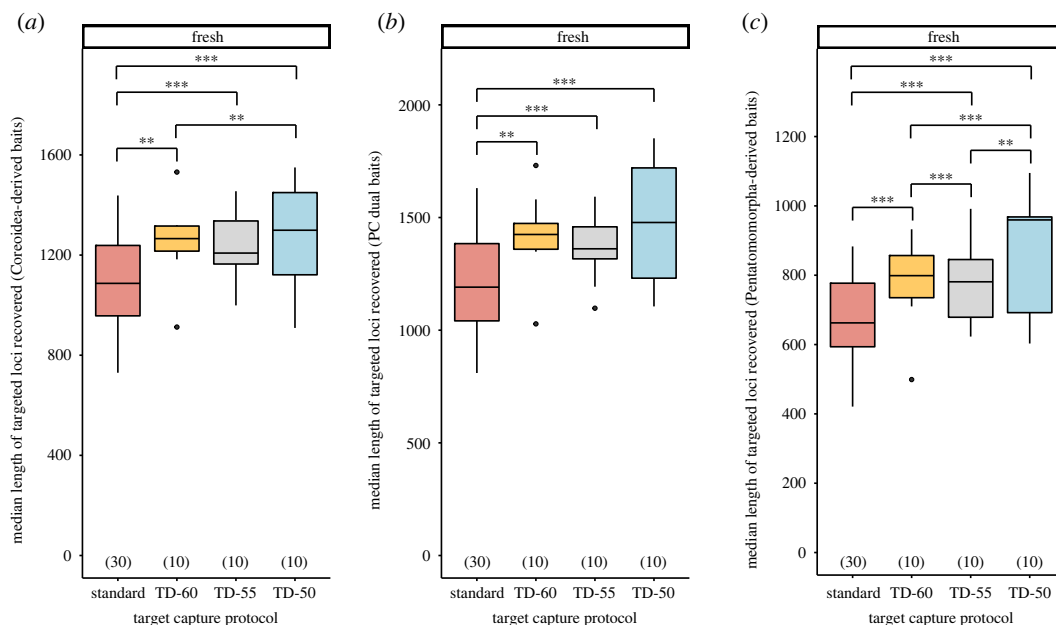 (a)
fresh
***
***
**
**
1600
1200
800
400
0
median length of targeted loci recovered (Coreoidea-derived baits)
(30) (10) (10) (10)
standard TD-60 TD-55 TD-50
target capture protocol
(b)
fresh
***
***
**
2000
1500
1000
500
0
median length of targeted loci recovered (PC dual baits)
(30) (10) (10) (10)
standard TD-60 TD-55 TD-50
target capture protocol
(c)
fresh
***
***
***
**
***
***
1200
1000
800
600
400
200
0
median length of targeted loci recovered (Pentatomomorpha-derived baits)
(30) (10) (10) (10)
standard TD-60 TD-55 TD-50
target capture protocol